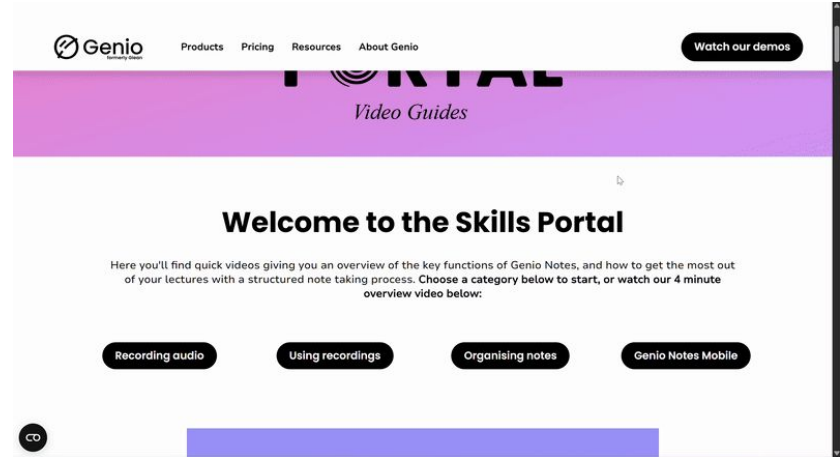 Genio
formerly Glean
Products Pricing Resources About Genio
Watch our demos
PORTAL
Video Guides
Welcome to the Skills Portal
Here you'll find quick videos giving you an overview of the key functions of Genio Notes, and how to get the most out
of your lectures with a structured note taking process. Choose a category below to start, or watch our 4 minute
overview video below:
Recording audio
Using recordings
Organising notes
Genio Notes Mobile